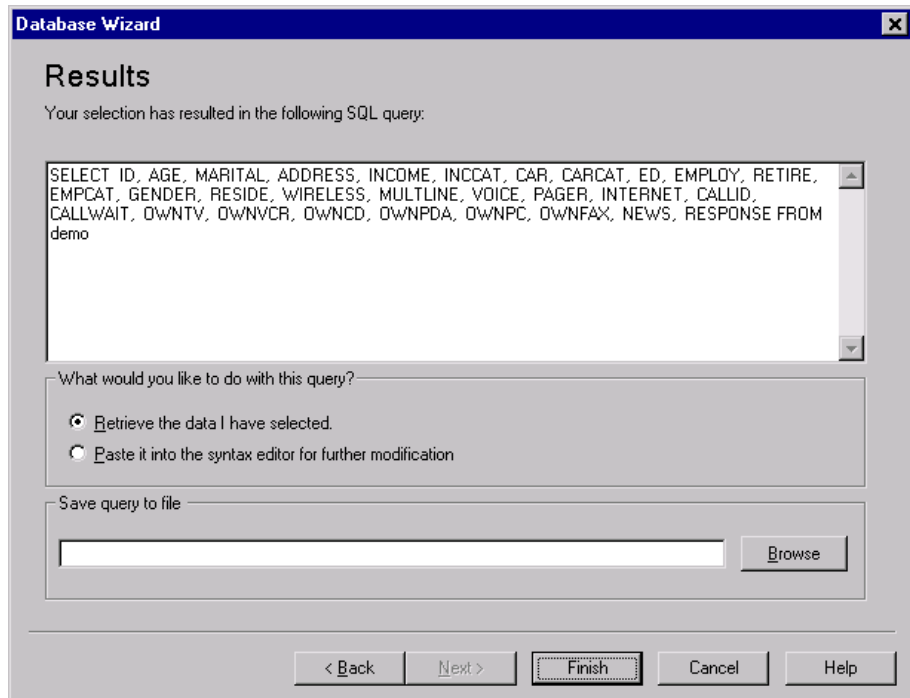 Database Wizard
Results
Your selection has resulted in the following SQL query:
SELECT ID, AGE, MARITAL, ADDRESS, INCOME, INCCAT, CAR, CARCAT, ED, EMPLOY, RETIRE,
EMPCAT, GENDER, RESIDE, WIRELESS, MULTLINE, VOICE, PAGER, INTERNET, CALLID,
CALLWAIT, OWNTV, OWNVCR, OWNCD, OWNPDA, OWNPC, OWNFAX, NEWS, RESPONSE FROM
demo
What would you like to do with this query?
Retrieve the data I have selected.
Paste it into the syntax editor for further modification
Save query to file
Browse
< Back Next > Finish Cancel Help